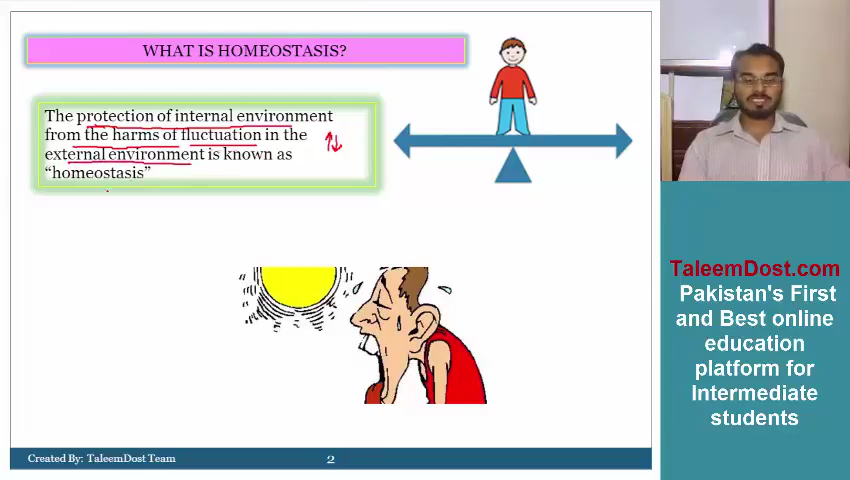 WHAT IS HOMEOSTASIS?
The protection of internal environment
from the harms of fluctuation in the
external environment is known as
“homeostasis”
TaleemDost.com
Pakistan's First
and Best online
education
platform for
Intermediate
students
Created By: TaleemDost Team
2